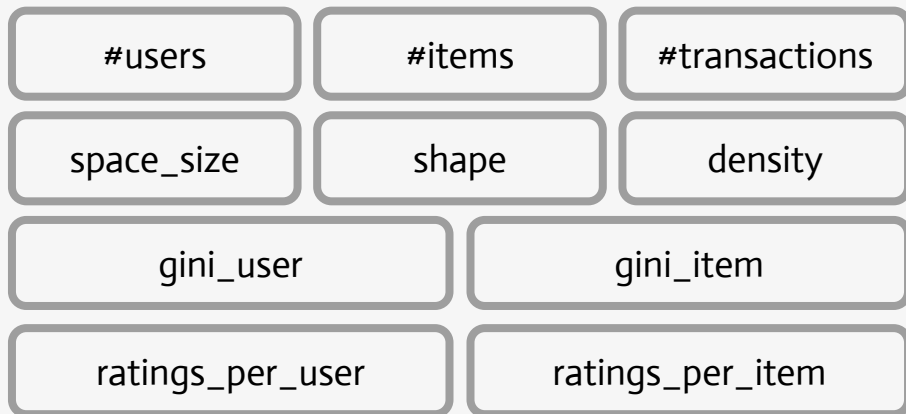 #users #items #transactions
space_size shape density
gini_user gini_item
ratings_per_user ratings_per_item